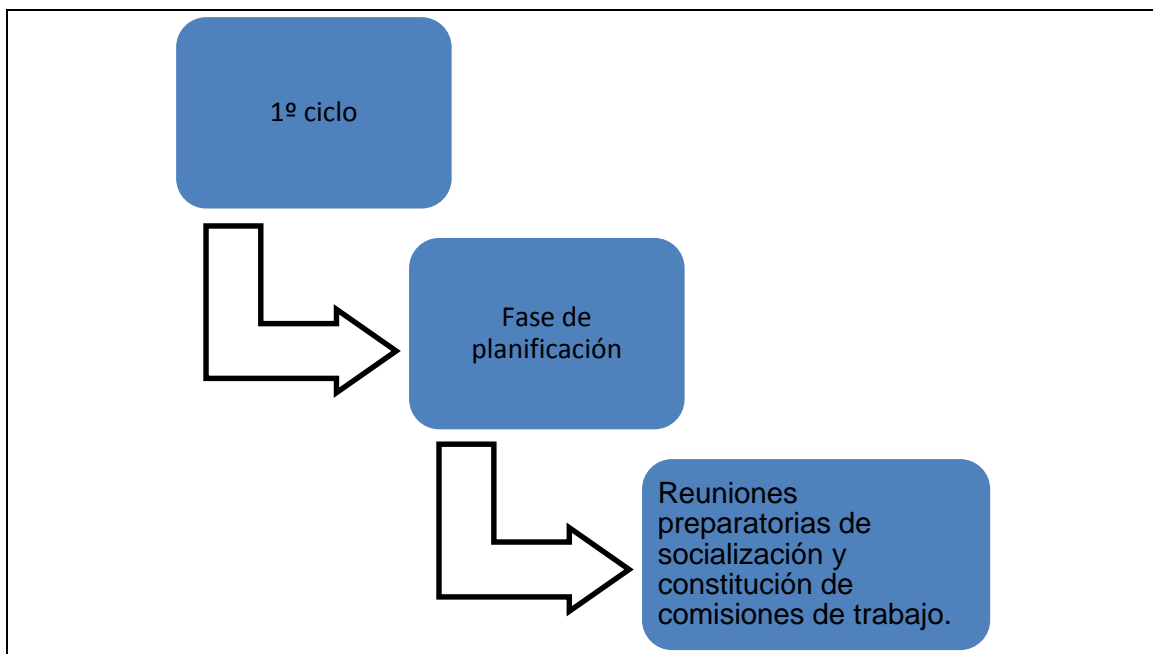 1º ciclo
Fase de
planificación
Reuniones
preparatorias de
socialización y
constitución de
comisiones de trabajo.